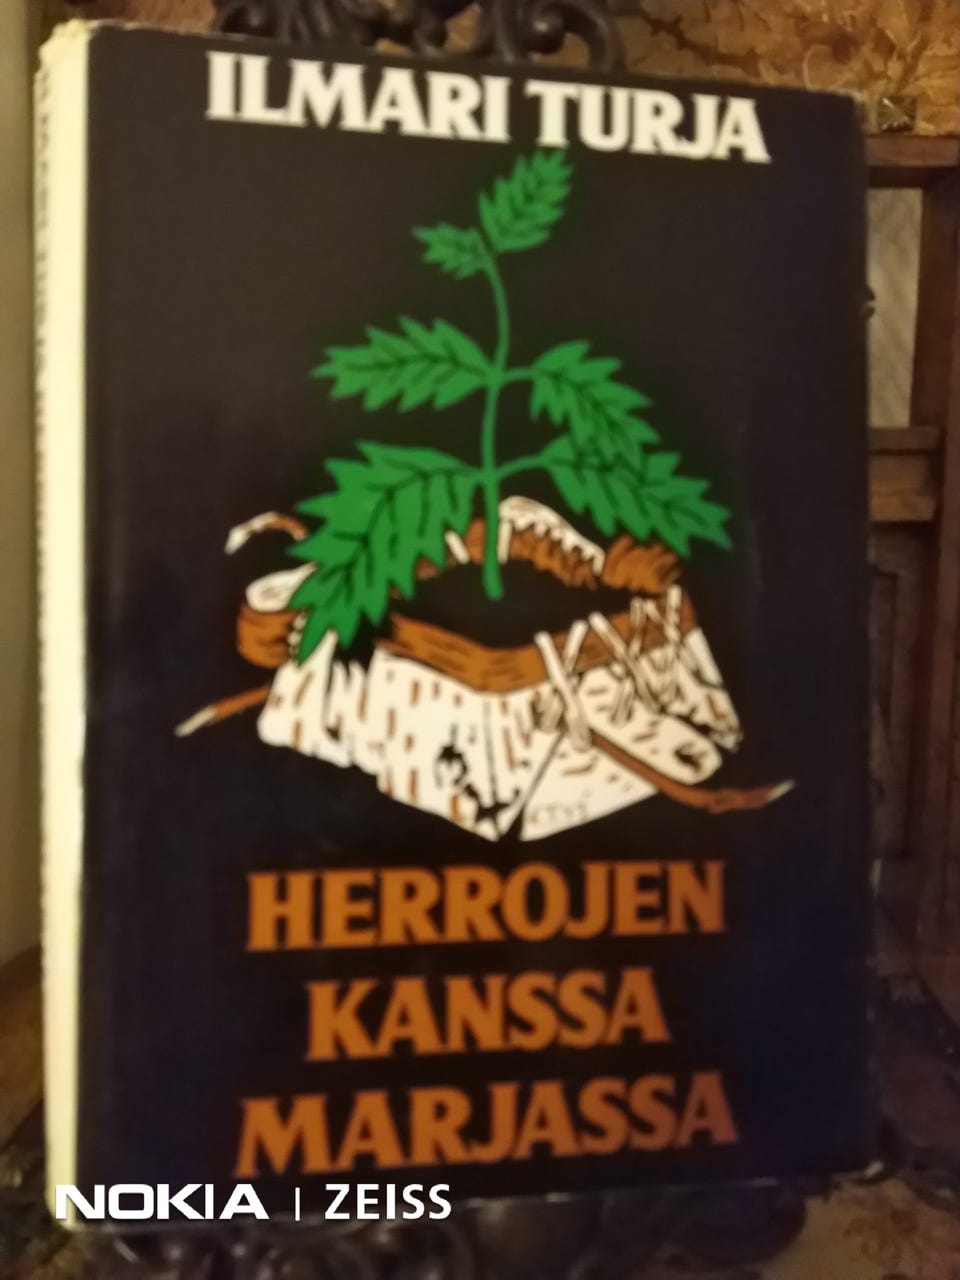 ILMARI TURJA
HERROJEN
KANSSA
MARJASSA
NOKIA | ZEISS